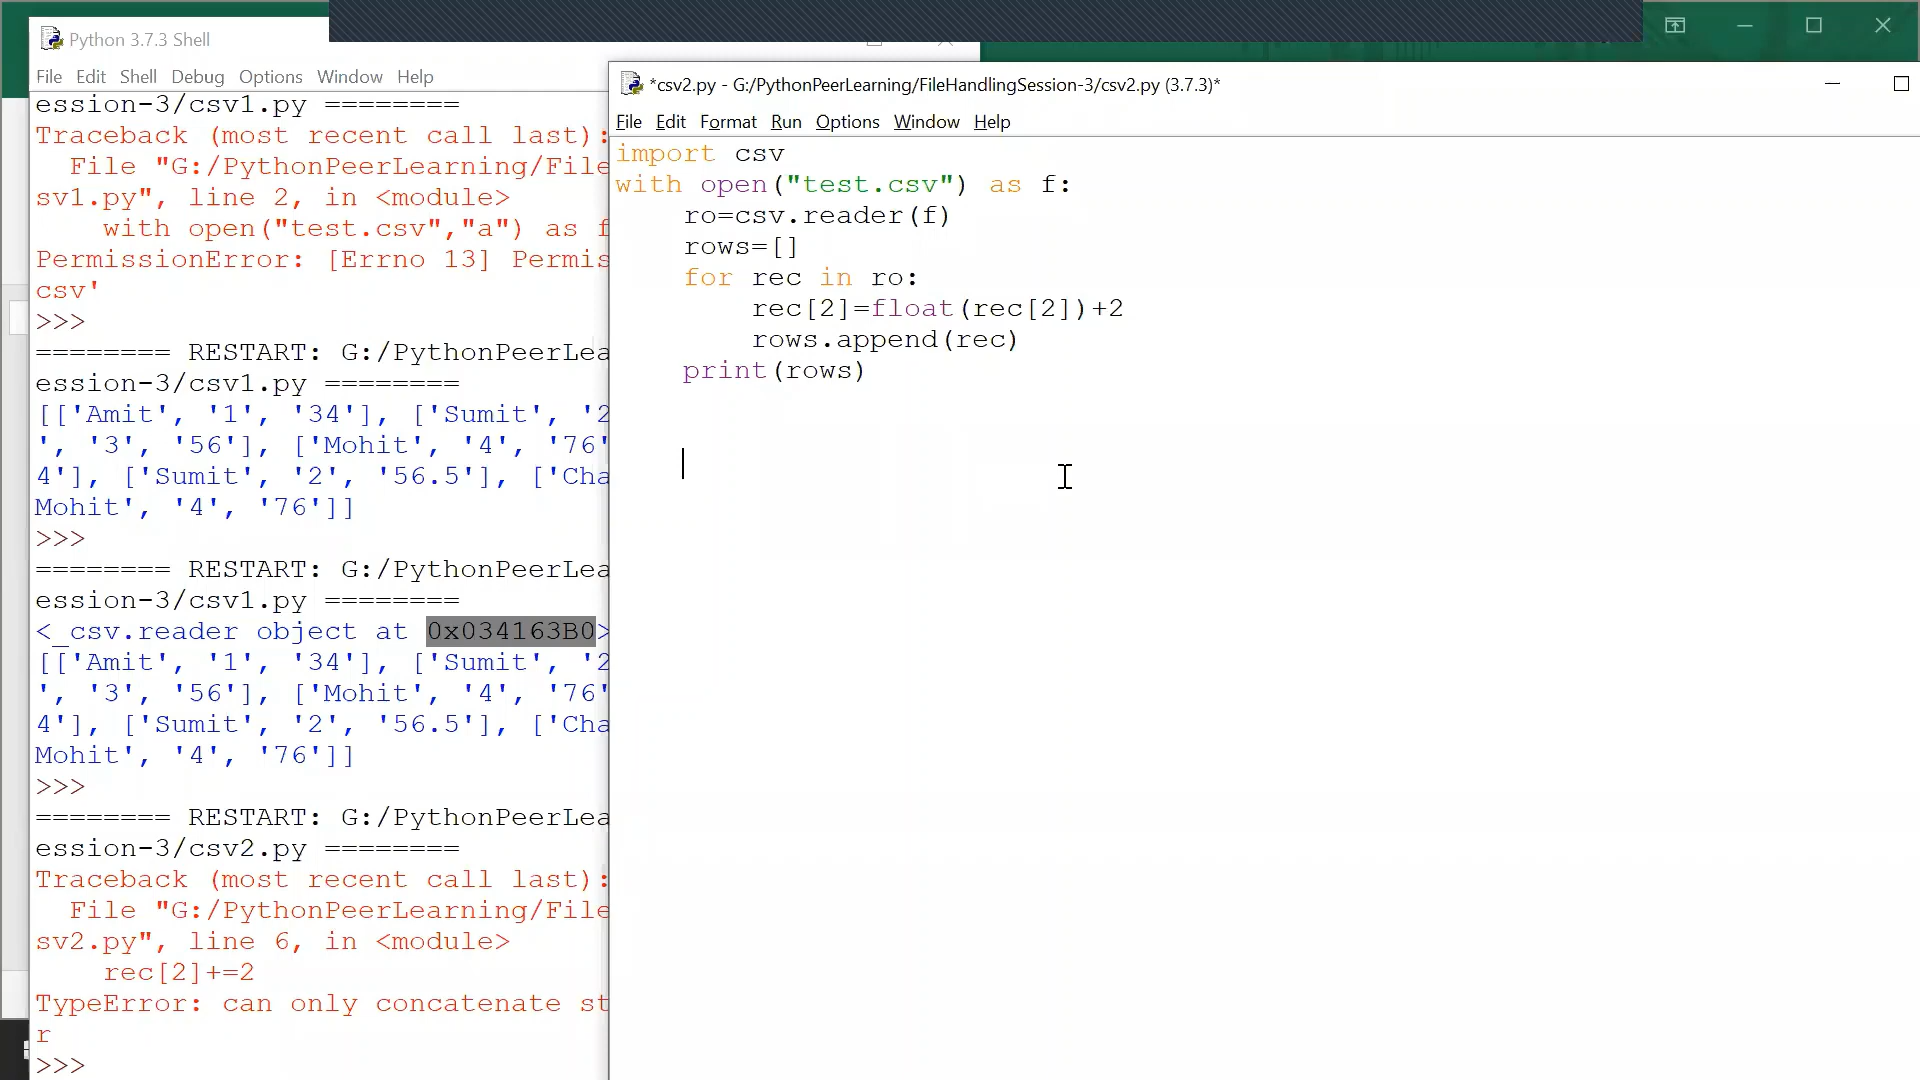 Python 3.7.3 Shell
File Edit Shell Debug Options Window Help
ession-3/csv1.py ========
Traceback (most recent call last):
  File "G:/PythonPeerLearning/File
sv1.py", line 2, in <module>
    with open("test.csv","a") as f
PermissionError: [Errno 13] Permis
csv'
>>>
======== RESTART: G:/PythonPeerLea
ession-3/csv1.py ========
[['Amit', '1', '34'], ['Sumit', '2
', '3', '56'], ['Mohit', '4', '76'
4'], ['Sumit', '2', '56.5'], ['Cha
Mohit', '4', '76']]
>>>
======== RESTART: G:/PythonPeerLea
ession-3/csv1.py ========
<_csv.reader object at 0x034163B0>
[['Amit', '1', '34'], ['Sumit', '2
', '3', '56'], ['Mohit', '4', '76'
4'], ['Sumit', '2', '56.5'], ['Cha
Mohit', '4', '76']]
>>>
======== RESTART: G:/PythonPeerLea
ession-3/csv2.py ========
Traceback (most recent call last):
  File "G:/PythonPeerLearning/File
sv2.py", line 6, in <module>
    rec[2]+=2
TypeError: can only concatenate st
r
>>>
*csv2.py - G:/PythonPeerLearning/FileHandlingSession-3/csv2.py (3.7.3)*
File Edit Format Run Options Window Help
import csv
with open("test.csv") as f:
    ro=csv.reader(f)
    rows=[]
    for rec in ro:
        rec[2]=float(rec[2])+2
        rows.append(rec)
    print(rows)